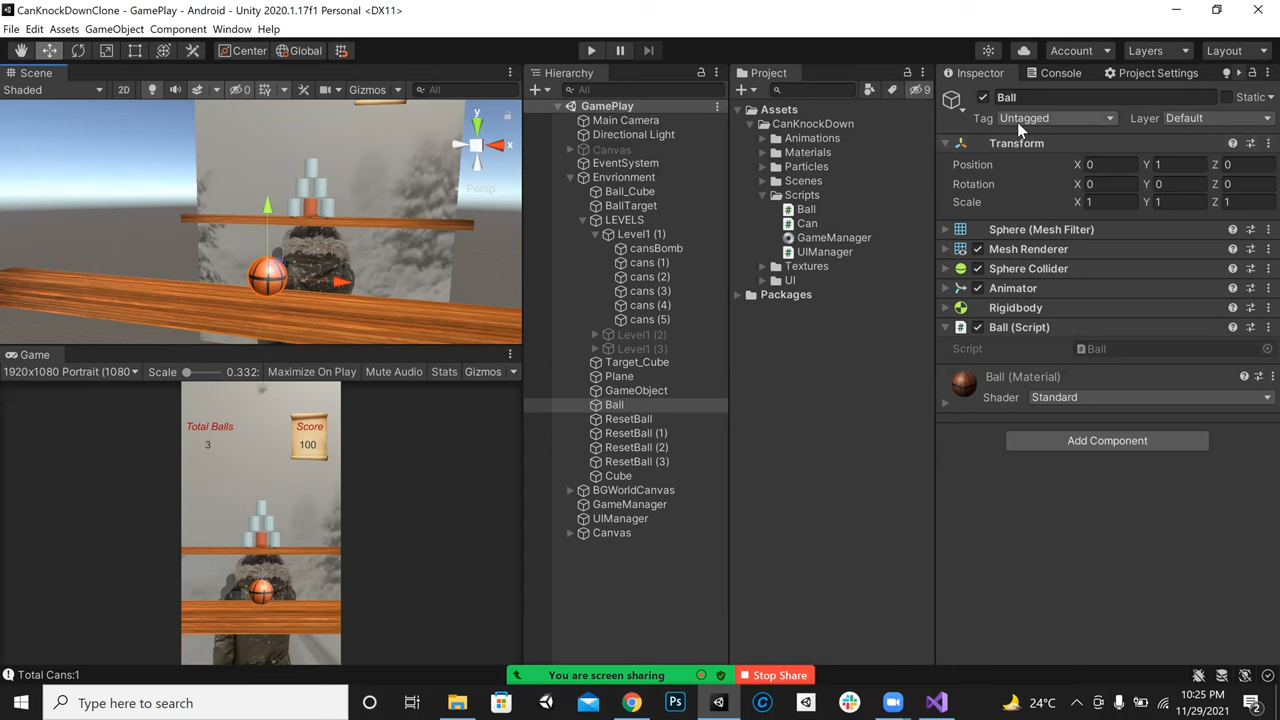 CanKnockDownClone - GamePlay - Android - Unity 2020.1.17f1 Personal <DX11>
File Edit Assets GameObject Component Window Help
Center Global Account Layers Layout
Scene
Shaded 2D 0 Gizmos All
y
x
Persp
Game
1920x1080 Portrait (1080 Scale 0.332: Maximize On Play Mute Audio Stats Gizmos
Total Balls Score
3 100
Hierarchy
All
GamePlay
Main Camera
Directional Light
Canvas
EventSystem
Envrionment
Ball_Cube
BallTarget
LEVELS
Level1 (1)
cansBomb
cans (1)
cans (2)
cans (3)
cans (4)
cans (5)
Level1 (2)
Level1 (3)
Target_Cube
Plane
GameObject
Ball
ResetBall
ResetBall (1)
ResetBall (2)
ResetBall (3)
Cube
BGWorldCanvas
GameManager
UIManager
Canvas
Project
9
Assets
CanKnockDown
Animations
Materials
Particles
Scenes
Scripts
Ball
Can
GameManager
UIManager
Textures
UI
Packages
Inspector Console Project Settings
Ball Static
Tag Untagged Layer Default
Transform
Position X 0 Y 1 Z 0
Rotation X 0 Y 0 Z 0
Scale X 1 Y 1 Z 1
Sphere (Mesh Filter)
Mesh Renderer
Sphere Collider
Animator
Rigidbody
Ball (Script)
Script Ball
Ball (Material)
Shader Standard
Add Component
Total Cans:1
You are screen sharing Stop Share
Type here to search
Ps
24°C
10:25 PM
11/29/2021